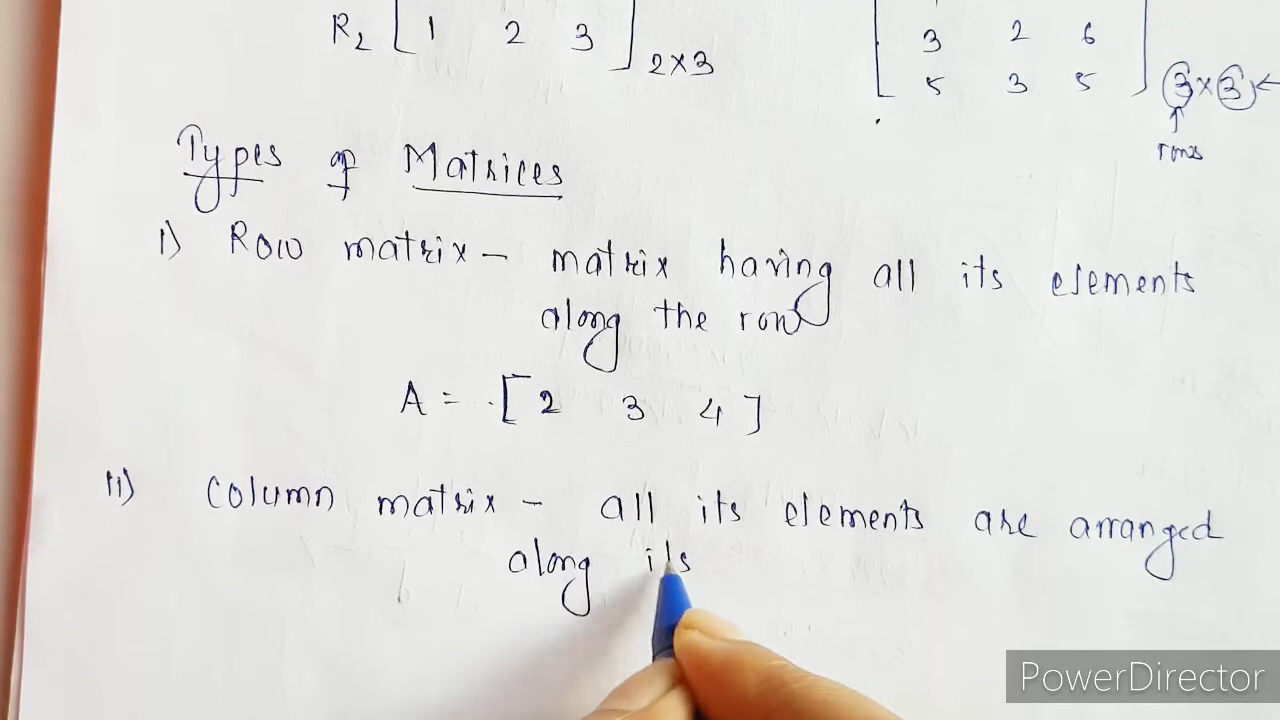 R2 [ 1 2 3 ] 2×3
3 2 6
5 3 5
3×3 ←
↑
rows
Types of Matrices
i) Row matrix – matrix having all its elements
along the row
A = [ 2 3 4 ]
ii) Column matrix – all its elements are arranged
along its
PowerDirector